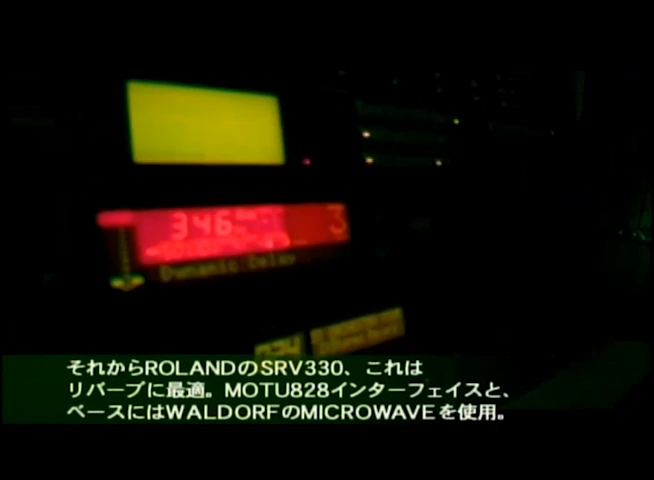 346
3
Dynamic Delay
それからROLANDのSRV330、これは
リバーブに最適。MOTU828インターフェイスと、
ベースにはWALDORFのMICROWAVEを使用。